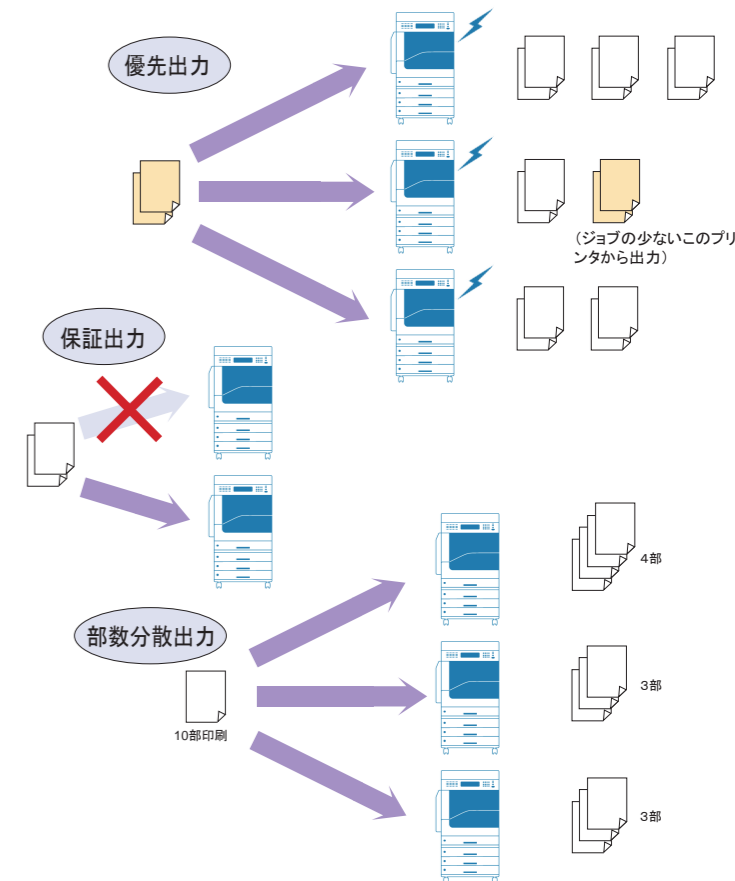 優先出力
(ジョブの少ないこのプリ
ンタから出力)
保証出力
部数分散出力
10部印刷
4部
3部
3部